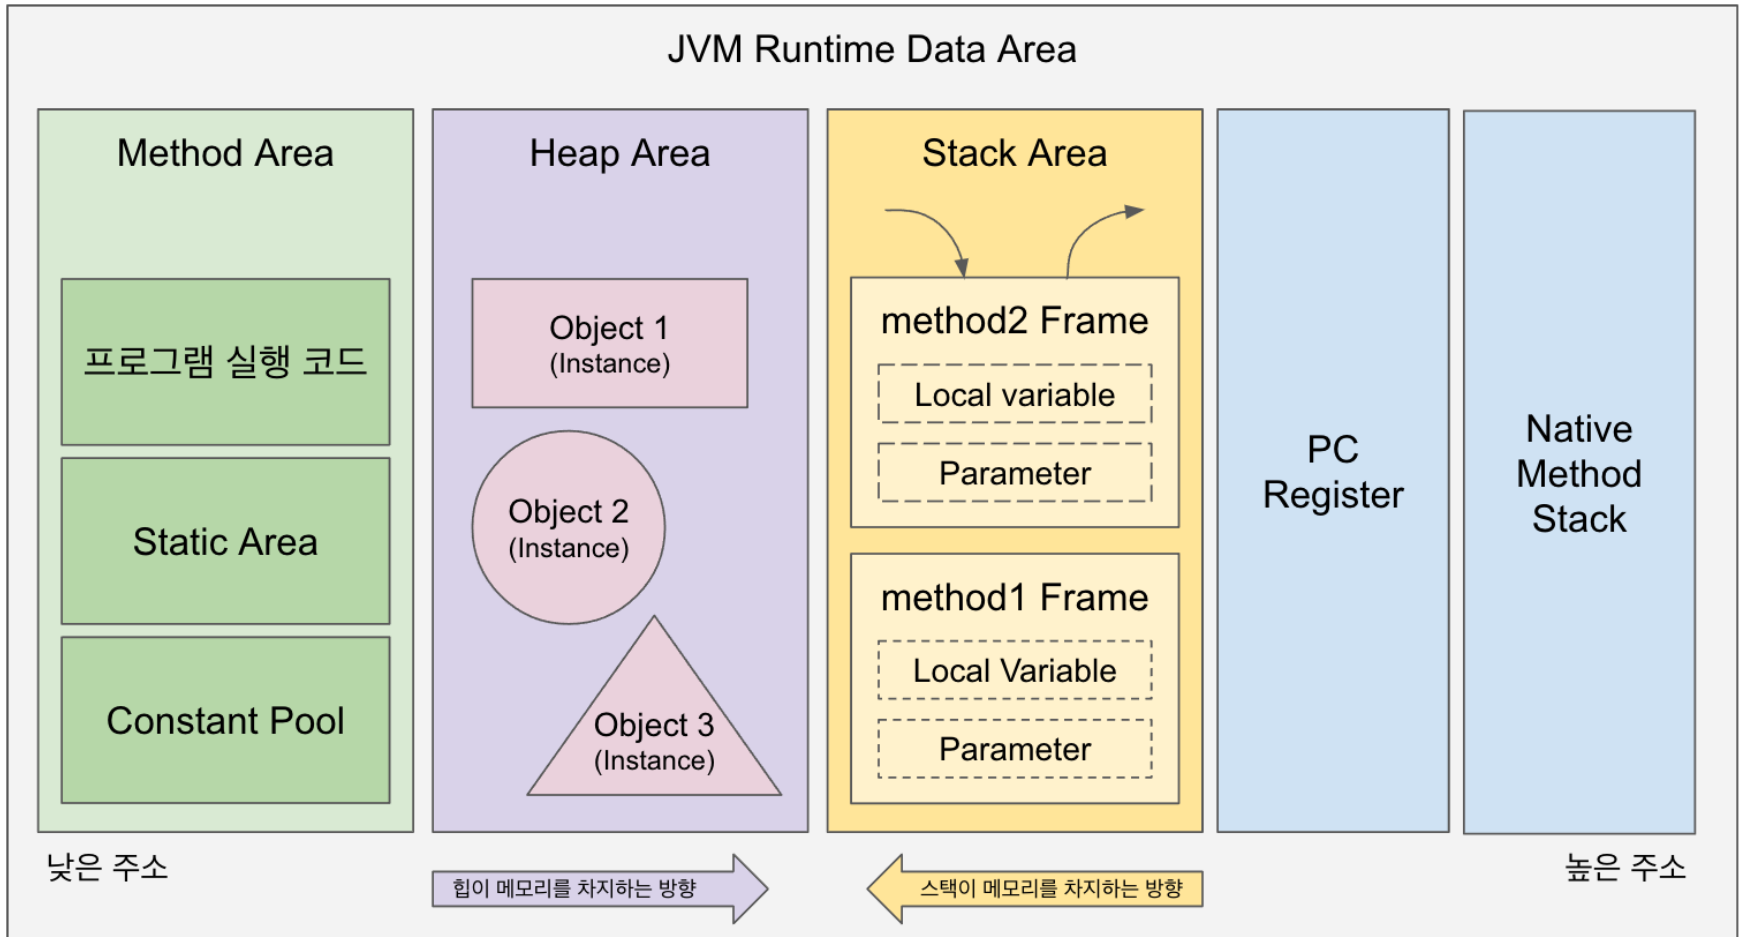 JVM Runtime Data Area
Method Area
프로그램 실행 코드
Static Area
Constant Pool
Heap Area
Object 1
(Instance)
Object 2
(Instance)
Object 3
(Instance)
Stack Area
method2 Frame
Local variable
Parameter
method1 Frame
Local Variable
Parameter
PC
Register
Native
Method
Stack
낮은 주소
힙이 메모리를 차지하는 방향
스택이 메모리를 차지하는 방향
높은 주소